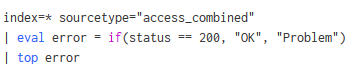 index=* sourcetype="access_combined"
| eval error = if(status == 200, "OK", "Problem")
| top error